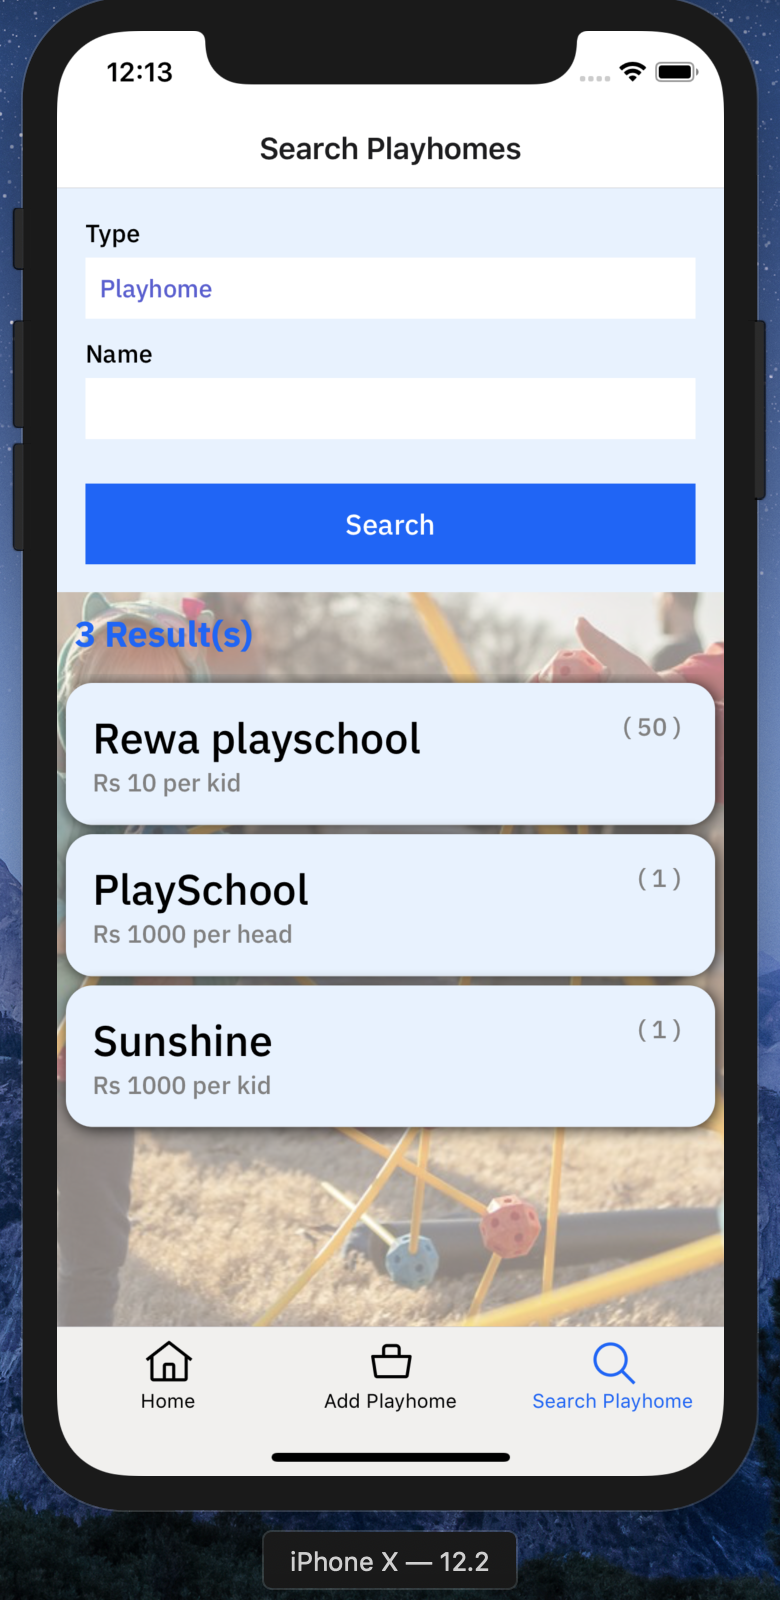 12:13
Search Playhomes
Type
Playhome
Name
Search
3 Result(s)
Rewa playschool
( 50 )
Rs 10 per kid
PlaySchool
( 1 )
Rs 1000 per head
Sunshine
( 1 )
Rs 1000 per kid
Home
Add Playhome
Search Playhome
iPhone X — 12.2